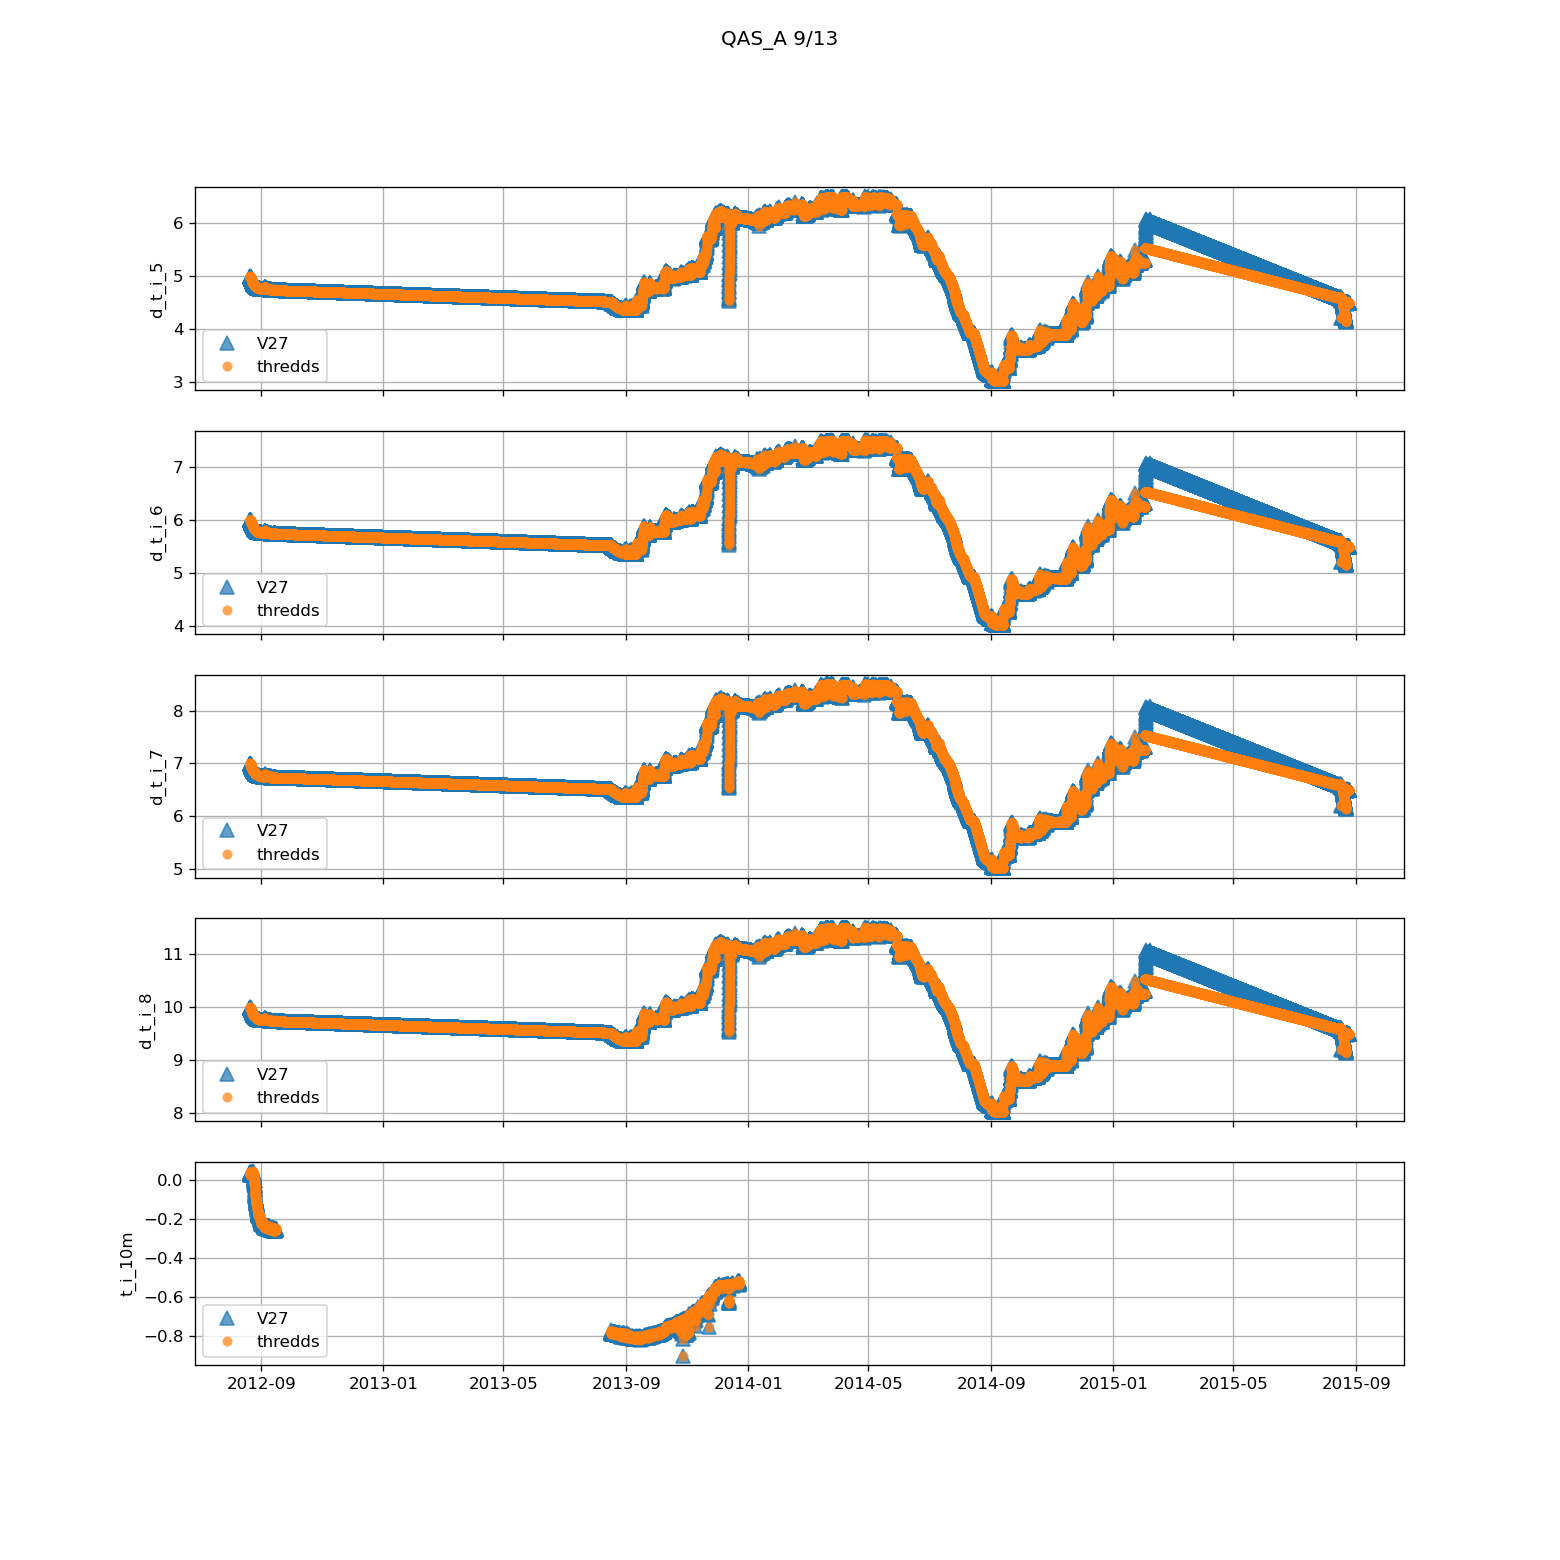 QAS_A 9/13
6
5
4
3
d_t_i_5
V27
thredds
7
6
5
4
d_t_i_6
V27
thredds
8
7
6
5
d_t_i_7
V27
thredds
11
10
9
8
d_t_i_8
V27
thredds
0.0
−0.2
−0.4
−0.6
−0.8
t_i_10m
V27
thredds
2012-09 2013-01 2013-05 2013-09 2014-01 2014-05 2014-09 2015-01 2015-05 2015-09